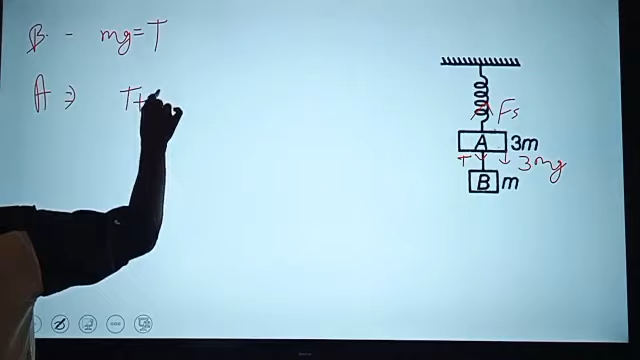 B - mg = T
A ⇒ T+
Fs
A 3m
T 3mg
B m